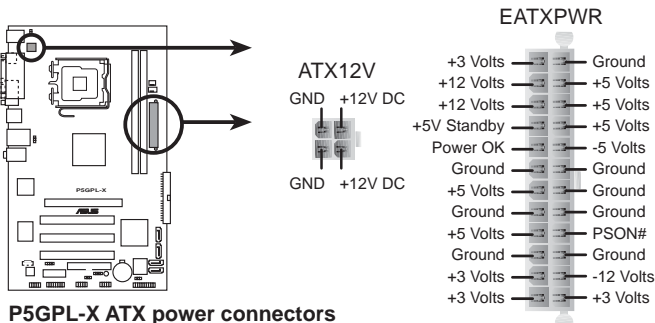 EATXPWR
ATX12V
GND +12V DC
GND +12V DC
+3 Volts Ground
+12 Volts +5 Volts
+12 Volts +5 Volts
+5V Standby +5 Volts
Power OK -5 Volts
Ground Ground
+5 Volts Ground
Ground Ground
+5 Volts PSON#
Ground Ground
+3 Volts -12 Volts
+3 Volts +3 Volts
P5GPL-X
ASUS
P5GPL-X ATX power connectors